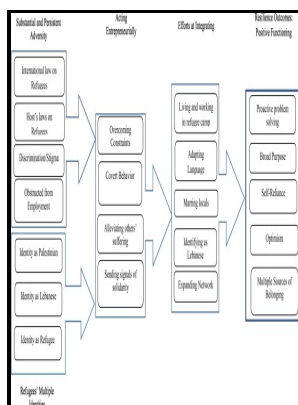 Substantial and Persistent
Adversity
Acting
Entrepreneurially
Efforts at Integrating
Resilience Outcomes:
Positive Functioning
International law on
Refugees
Host's laws on
Refugees
Discrimination/Stigma
Obstructed from
Employment
Identity as Palestinian
Identity as Lebanese
Identity as Refugee
Refugees' Multiple
Identities
Overcoming
Constraints
Covert Behavior
Alleviating others'
suffering
Sending signals of
solidarity
Living and working
in refugee camp
Adapting
Language
Marring locals
Identifying as
Lebanese
Expanding Network
Proactive problem
solving
Broad Purpose
Self-Reliance
Optimism
Multiple Sources of
Belonging